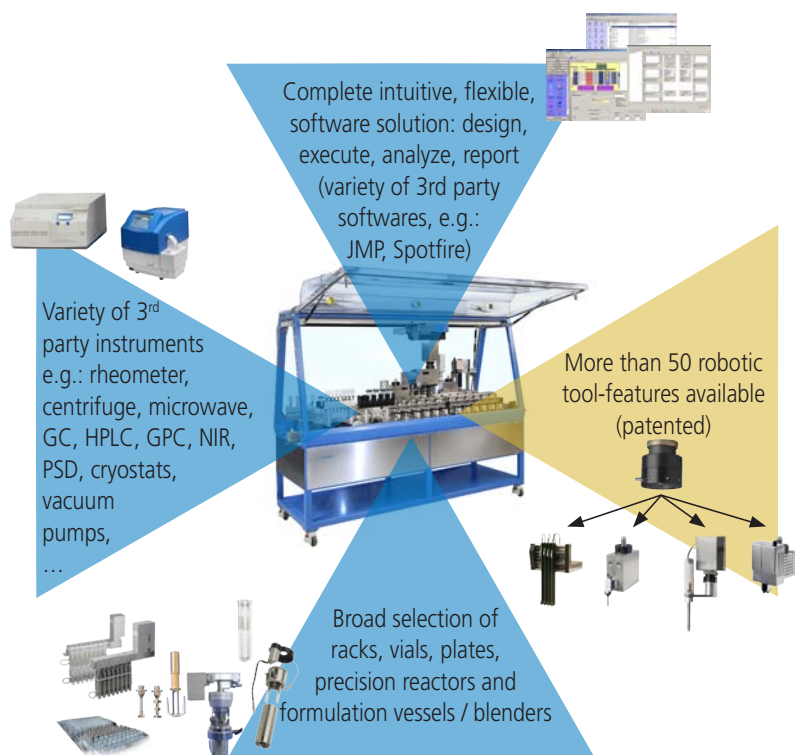 Complete intuitive, flexible,
software solution: design,
execute, analyze, report
(variety of 3rd party
softwares, e.g.:
JMP, Spotfire)
Variety of 3rd
party instruments
e.g.: rheometer,
centrifuge, microwave,
GC, HPLC, GPC, NIR,
PSD, cryostats,
vacuum
pumps,
...
More than 50 robotic
tool-features available
(patented)
Broad selection of
racks, vials, plates,
precision reactors and
formulation vessels / blenders